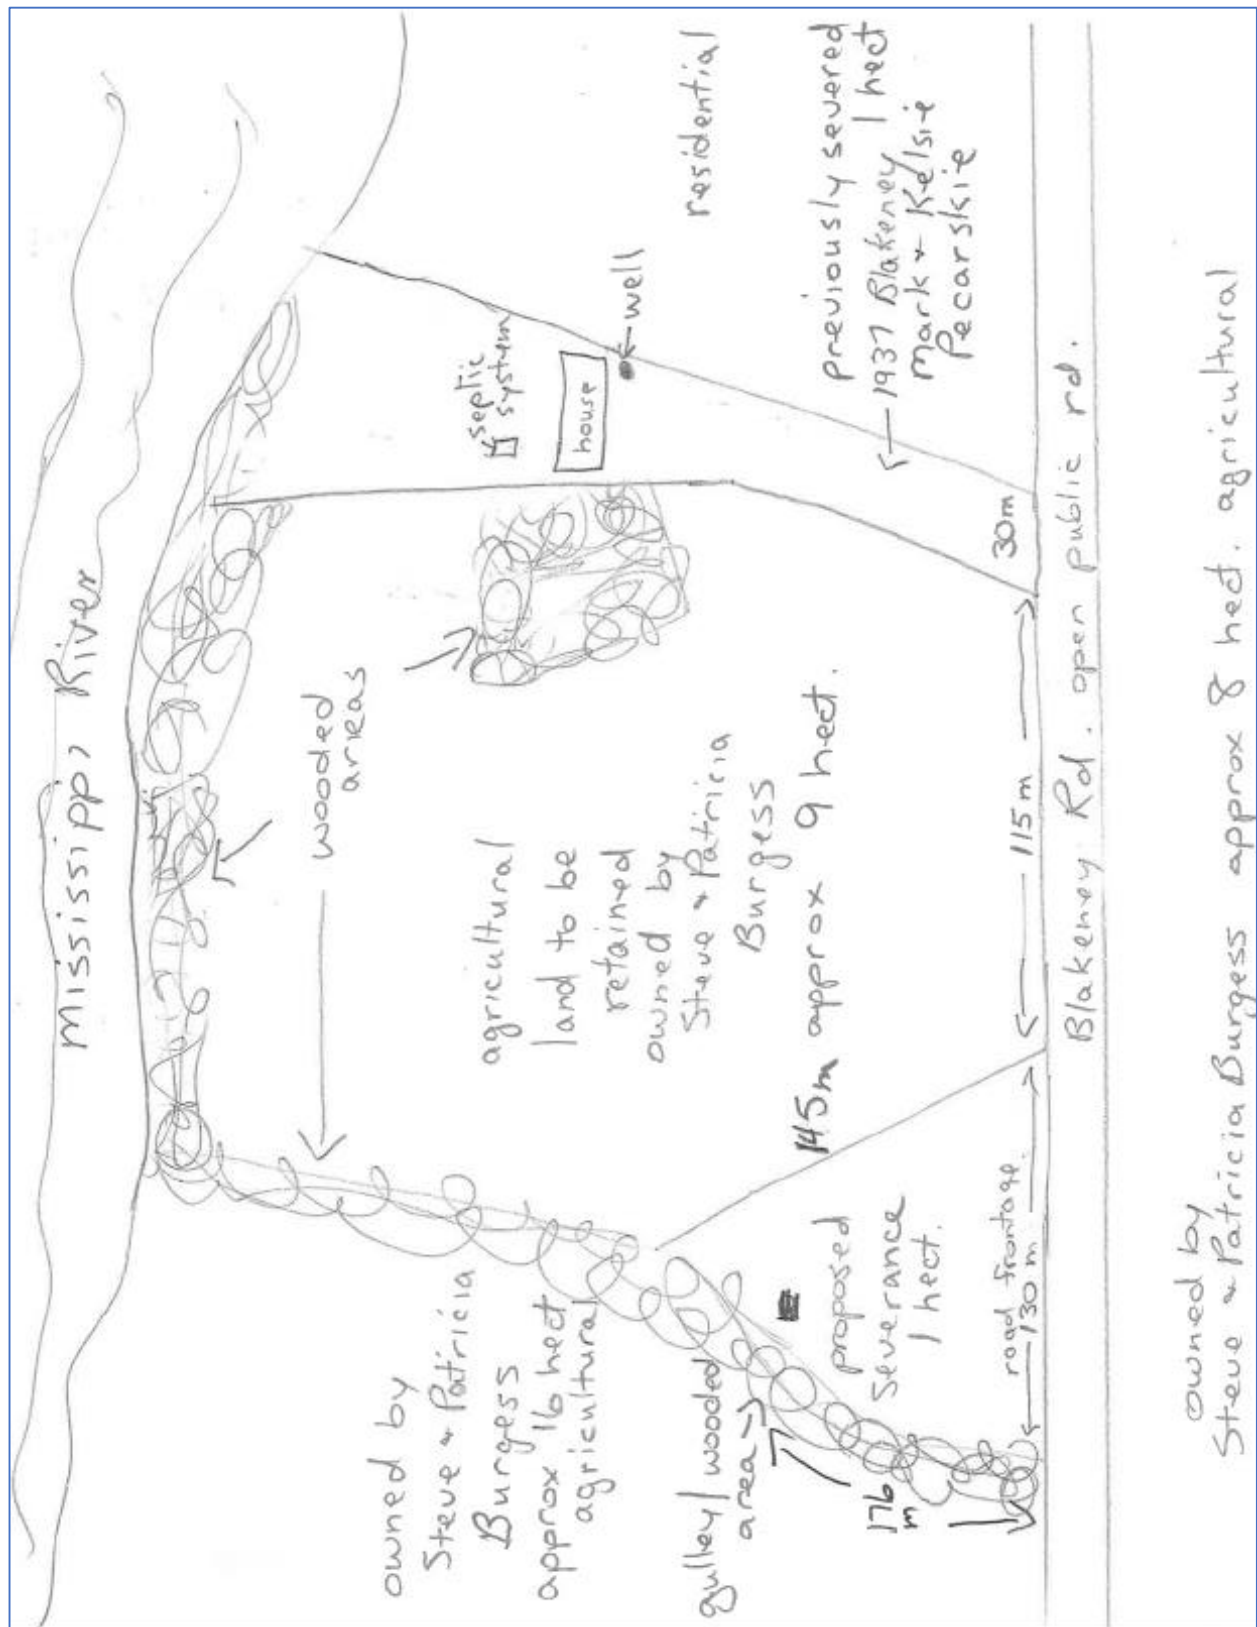 Mississippi River
wooded
areas
septic
system
house
well
residential
previously severed
1937 Blakeney 1 hect
Mark + Kelsie
Pecarskie
agricultural
land to be
retained
owned by
Steve + Patricia
Burgess
145m approx 9 hect.
owned by
Steve + Patricia
Burgess
approx 16 hect
agricultural
gulley/wooded
area
176
m
proposed
Severance
1 hect.
road frontage
130 m
115 m
30m
Blakeney Rd. open public rd.
owned by
Steve + Patricia Burgess approx 8 hect. agricultural